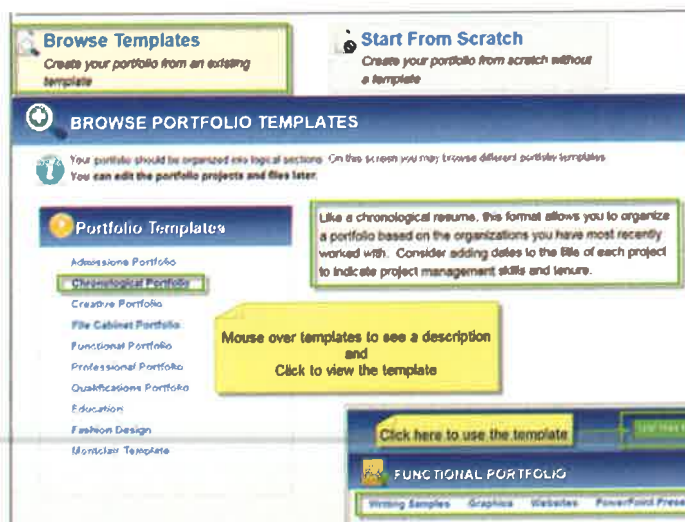 Browse Templates
Create your portfolio from an existing
template
Start From Scratch
Create your portfolio from scratch without
a template
BROWSE PORTFOLIO TEMPLATES
Your portfolio should be organized into logical sections. On this screen you may browse different portfolio templates
You can edit the portfolio projects and files later.
Portfolio Templates
Admissions Portfolio
Chronological Portfolio
Creative Portfolio
File Cabinet Portfolio
Functional Portfolio
Professional Portfolio
Qualifications Portfolio
Education
Fashion Design
Montclair Template
Like a chronological resume, this format allows you to organize
a portfolio based on the organizations you have most recently
worked with. Consider adding dates to the title of each project
to indicate project management skills and tenure.
Mouse over templates to see a description
and
Click to view the template
Click here to use the template
FUNCTIONAL PORTFOLIO
Writing Samples Graphics Websites PowerPoint Prese